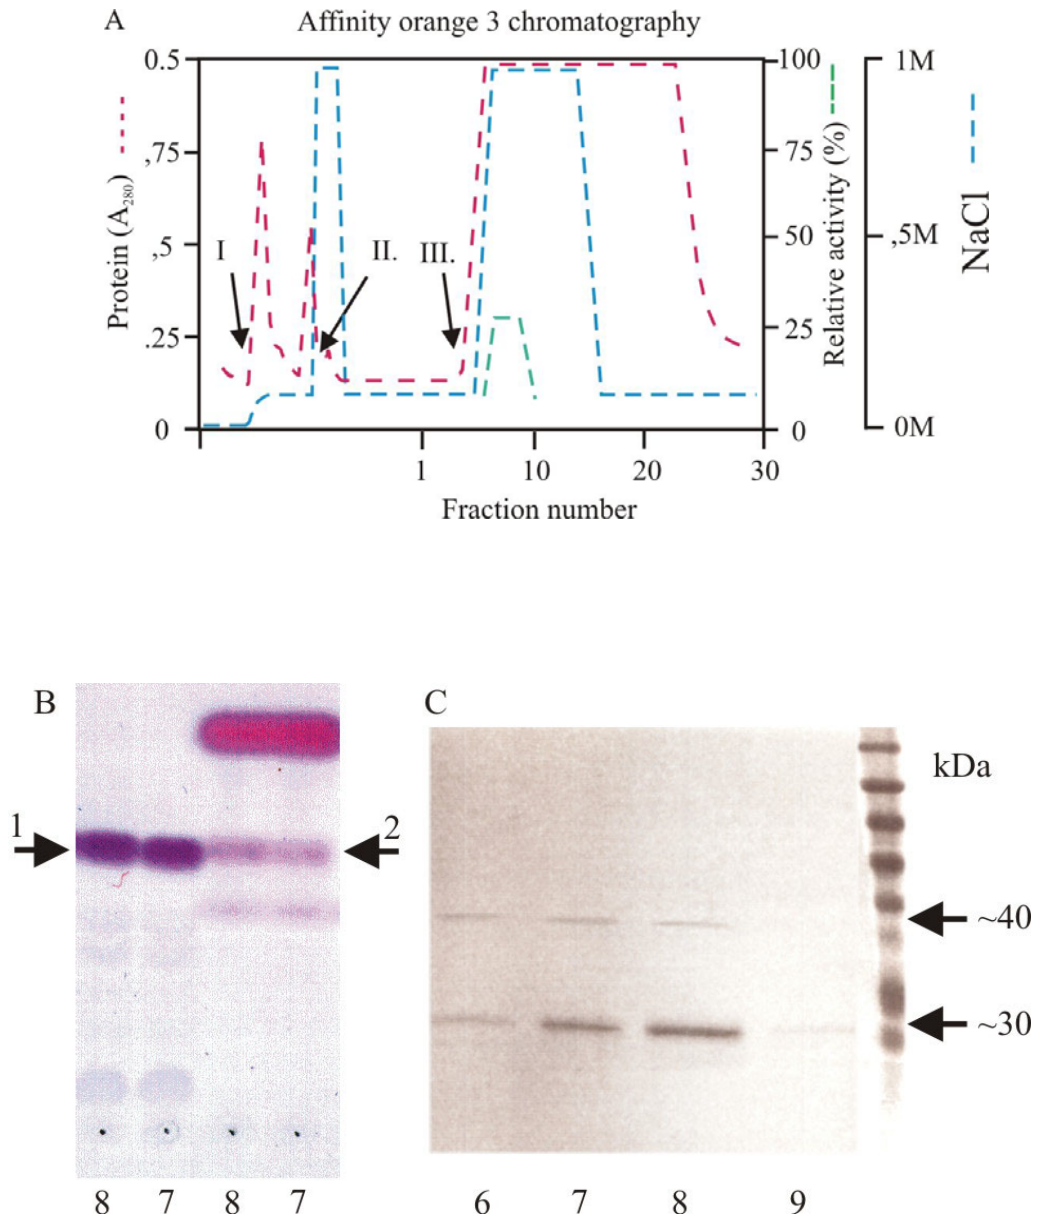 A
Affinity orange 3 chromatography
0.5
,75
,5
.25
0
Protein (A280)
I
II.
III.
100
75
50
25
0
Relative activity (%)
1M
,5M
0M
NaCl
1 10 20 30
Fraction number
B
1
2
8 7 8 7
C
kDa
~40
~30
6 7 8 9